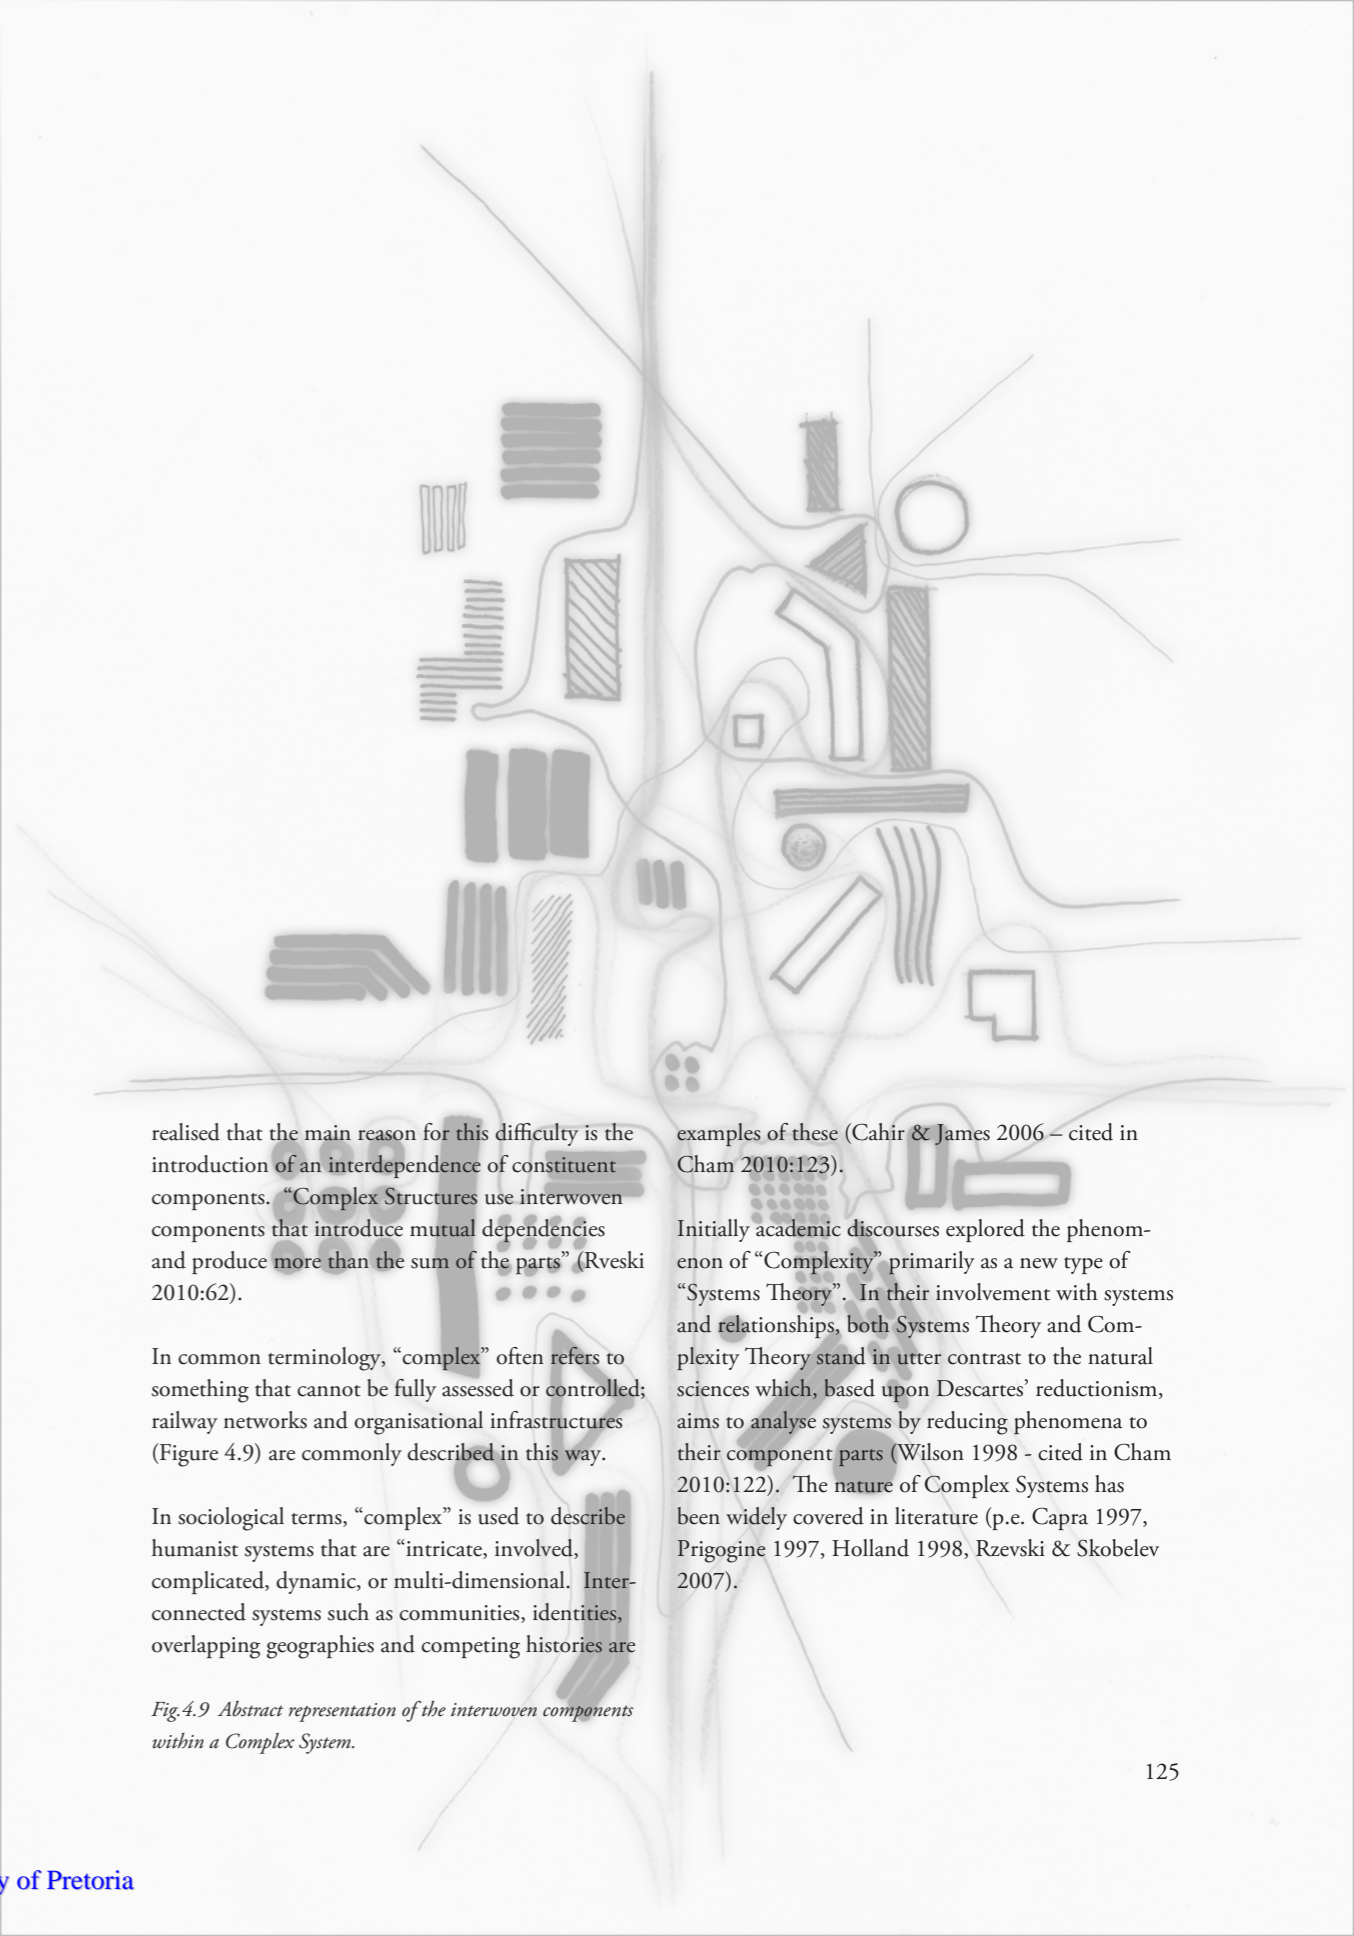 realised that the main reason for this difficulty is the
introduction of an interdependence of constituent
components.  “Complex Structures use interwoven
components that introduce mutual dependencies
and produce more than the sum of the parts” (Rveski
2010:62).
In common terminology, “complex” often refers to
something that cannot be fully assessed or controlled;
railway networks and organisational infrastructures
(Figure 4.9) are commonly described in this way.
In sociological terms, “complex” is used to describe
humanist systems that are “intricate, involved,
complicated, dynamic, or multi-dimensional.  Inter-
connected systems such as communities, identities,
overlapping geographies and competing histories are
Fig.4.9  Abstract representation of the interwoven components
within a Complex System.
examples of these (Cahir & James 2006 – cited in
Cham 2010:123).
Initially academic discourses explored the phenom-
enon of “Complexity” primarily as a new type of
“Systems Theory”.  In their involvement with systems
and relationships, both Systems Theory and Com-
plexity Theory stand in utter contrast to the natural
sciences which, based upon Descartes’ reductionism,
aims to analyse systems by reducing phenomena to
their component parts (Wilson 1998 - cited in Cham
2010:122).  The nature of Complex Systems has
been widely covered in literature (p.e. Capra 1997,
Prigogine 1997, Holland 1998, Rzevski & Skobelev
2007).
125
y of Pretoria